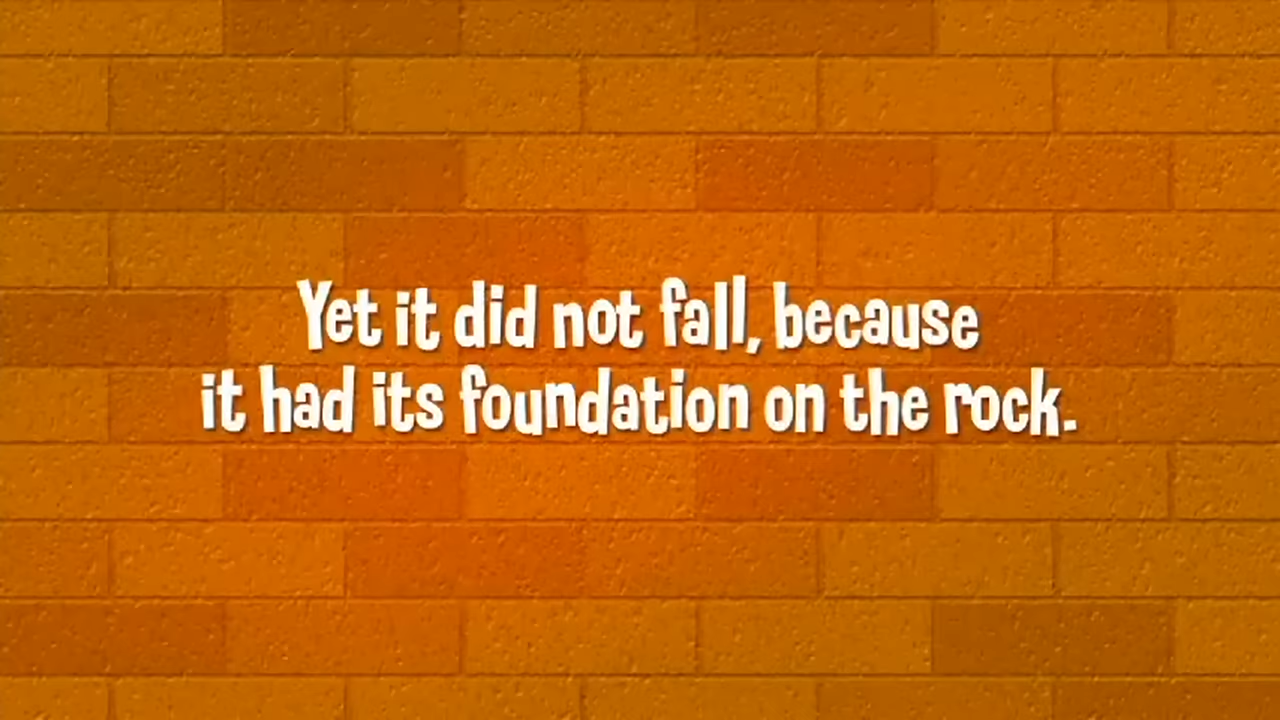 Yet it did not fall, because
it had its foundation on the rock.